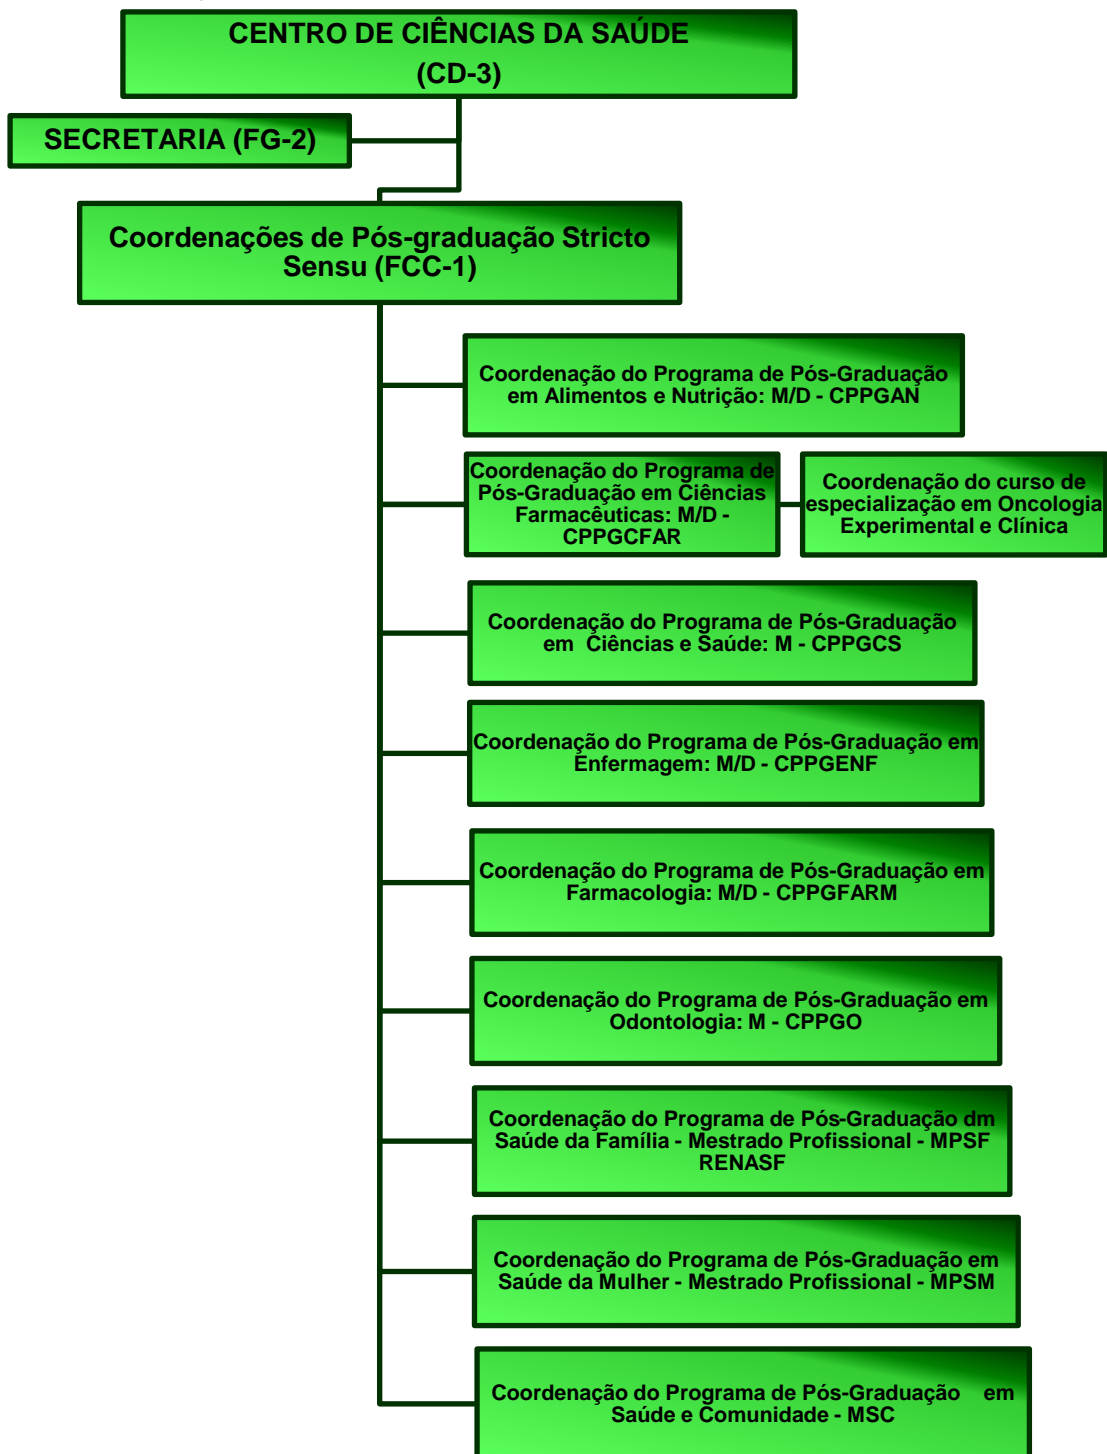 CENTRO DE CIÊNCIAS DA SAÚDE
(CD-3)
SECRETARIA (FG-2)
Coordenações de Pós-graduação Stricto
Sensu (FCC-1)
Coordenação do Programa de Pós-Graduação
em Alimentos e Nutrição: M/D - CPPGAN
Coordenação do Programa de
Pós-Graduação em Ciências
Farmacêuticas: M/D -
CPPGCFAR
Coordenação do curso de
especialização em Oncologia
Experimental e Clínica
Coordenação do Programa de Pós-Graduação
em Ciências e Saúde: M - CPPGCS
Coordenação do Programa de Pós-Graduação em
Enfermagem: M/D - CPPGENF
Coordenação do Programa de Pós-Graduação em
Farmacologia: M/D - CPPGFARM
Coordenação do Programa de Pós-Graduação em
Odontologia: M - CPPGO
Coordenação do Programa de Pós-Graduação dm
Saúde da Família - Mestrado Profissional - MPSF
RENASF
Coordenação do Programa de Pós-Graduação em
Saúde da Mulher - Mestrado Profissional - MPSM
Coordenação do Programa de Pós-Graduação em
Saúde e Comunidade - MSC